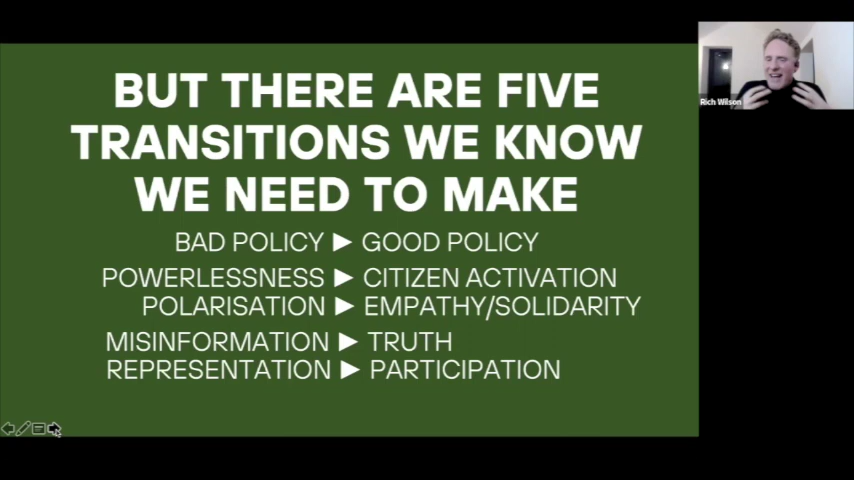 BUT THERE ARE FIVE
TRANSITIONS WE KNOW
WE NEED TO MAKE
BAD POLICY ► GOOD POLICY
POWERLESSNESS ► CITIZEN ACTIVATION
POLARISATION ► EMPATHY/SOLIDARITY
MISINFORMATION ► TRUTH
REPRESENTATION ► PARTICIPATION
Rich Wilson